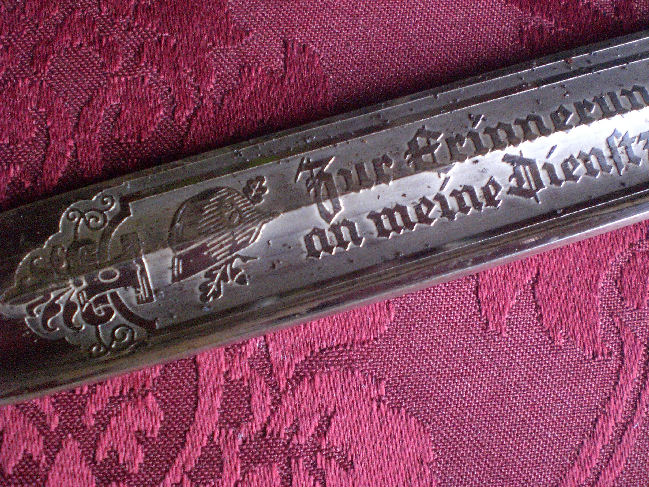 Zur Erinnerun
an meine Dienst